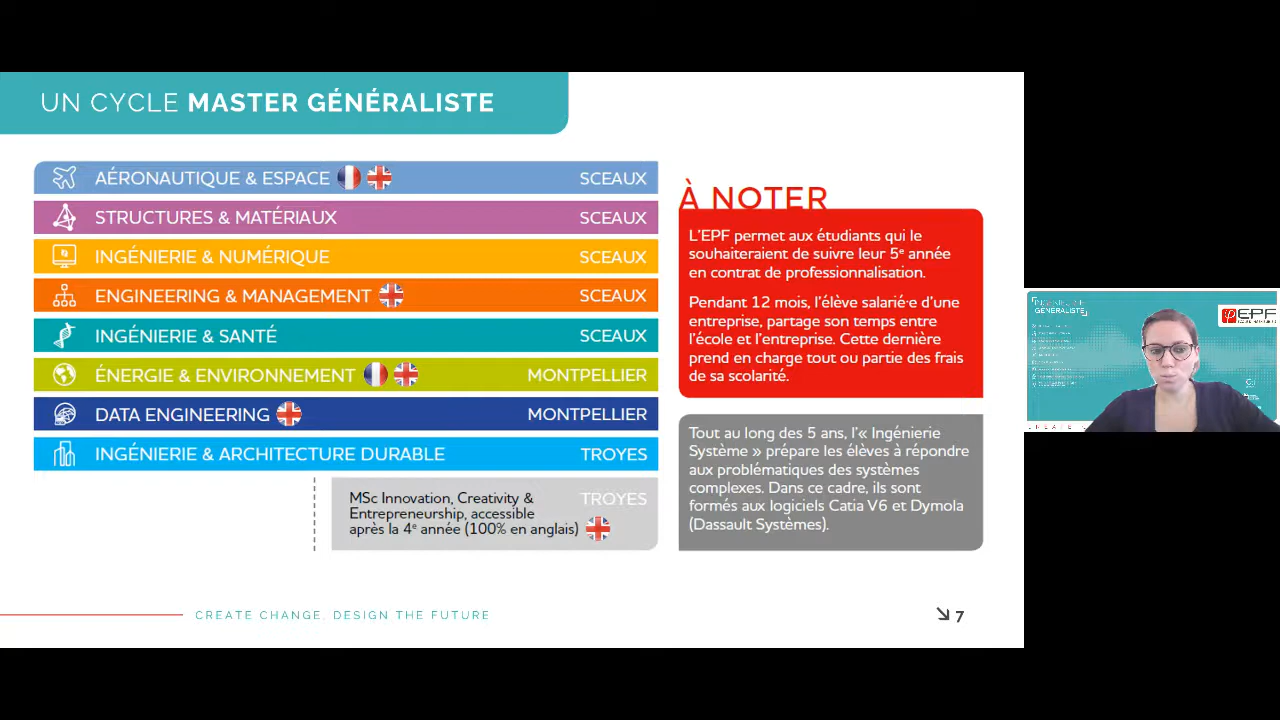 UN CYCLE MASTER GÉNÉRALISTE
AÉRONAUTIQUE & ESPACE
SCEAUX
STRUCTURES & MATÉRIAUX
SCEAUX
INGÉNIERIE & NUMÉRIQUE
SCEAUX
ENGINEERING & MANAGEMENT
SCEAUX
INGÉNIERIE & SANTÉ
SCEAUX
ÉNERGIE & ENVIRONNEMENT
MONTPELLIER
DATA ENGINEERING
MONTPELLIER
INGÉNIERIE & ARCHITECTURE DURABLE
TROYES
MSc Innovation, Creativity &
Entrepreneurship, accessible
après la 4e année (100% en anglais)
TROYES
À NOTER
L'EPF permet aux étudiants qui le
souhaiteraient de suivre leur 5e année
en contrat de professionnalisation.
Pendant 12 mois, l'élève salarié·e d'une
entreprise, partage son temps entre
l'école et l'entreprise. Cette dernière
prend en charge tout ou partie des frais
de sa scolarité.
Tout au long des 5 ans, l'« Ingénierie
Système » prépare les élèves à répondre
aux problématiques des systèmes
complexes. Dans ce cadre, ils sont
formés aux logiciels Catia V6 et Dymola
(Dassault Systèmes).
CREATE CHANGE, DESIGN THE FUTURE
7
GÉNÉRALISTE
EPF
CREATE